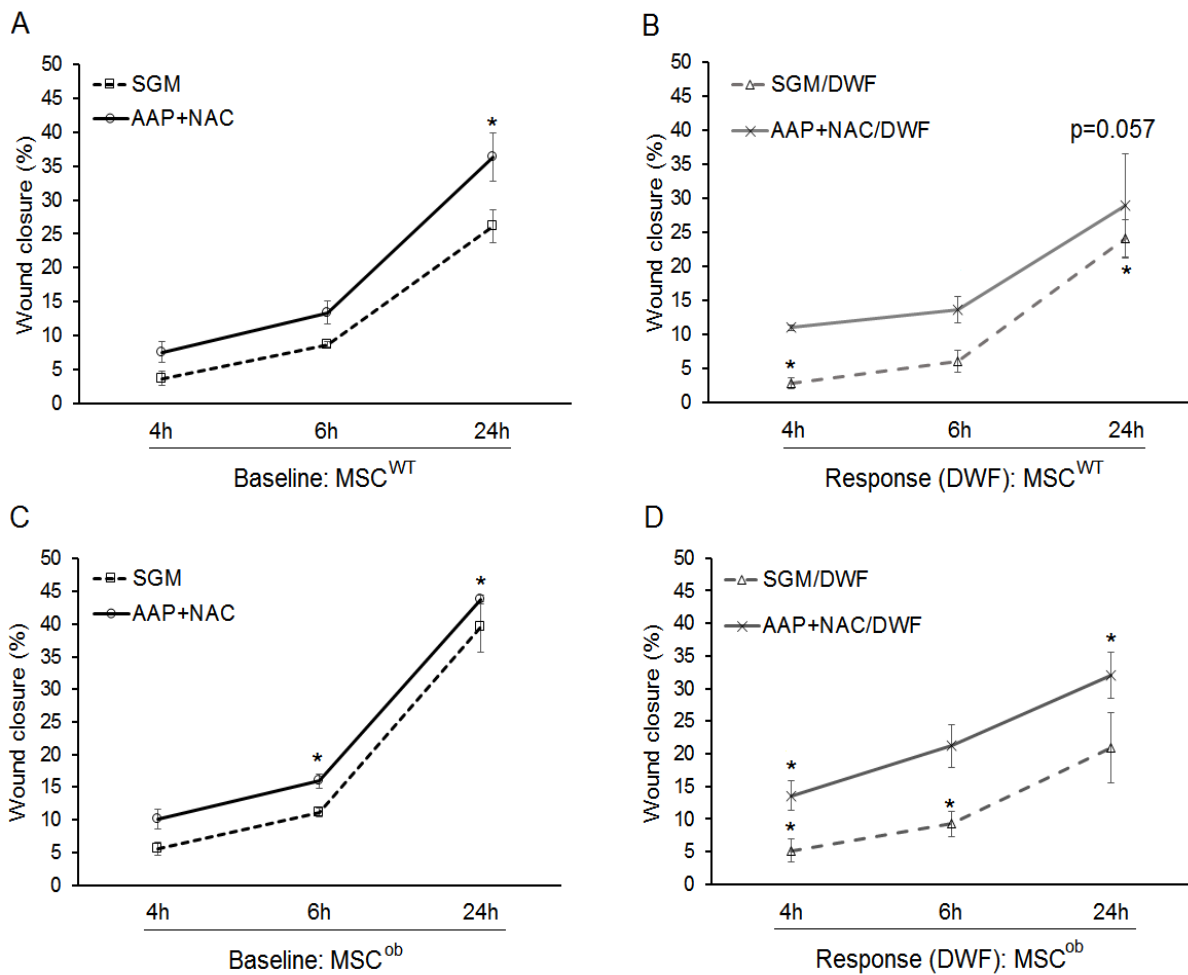 A
Wound closure (%)
50
45
40
35
30
25
20
15
10
5
0
SGM
AAP+NAC
*
4h 6h 24h
Baseline: MSC^WT
B
Wound closure (%)
50
45
40
35
30
25
20
15
10
5
0
SGM/DWF
AAP+NAC/DWF
p=0.057
*
*
4h 6h 24h
Response (DWF): MSC^WT
C
Wound closure (%)
50
45
40
35
30
25
20
15
10
5
0
SGM
AAP+NAC
*
*
4h 6h 24h
Baseline: MSC^ob
D
Wound closure (%)
50
45
40
35
30
25
20
15
10
5
0
SGM/DWF
AAP+NAC/DWF
*
*
*
*
4h 6h 24h
Response (DWF): MSC^ob